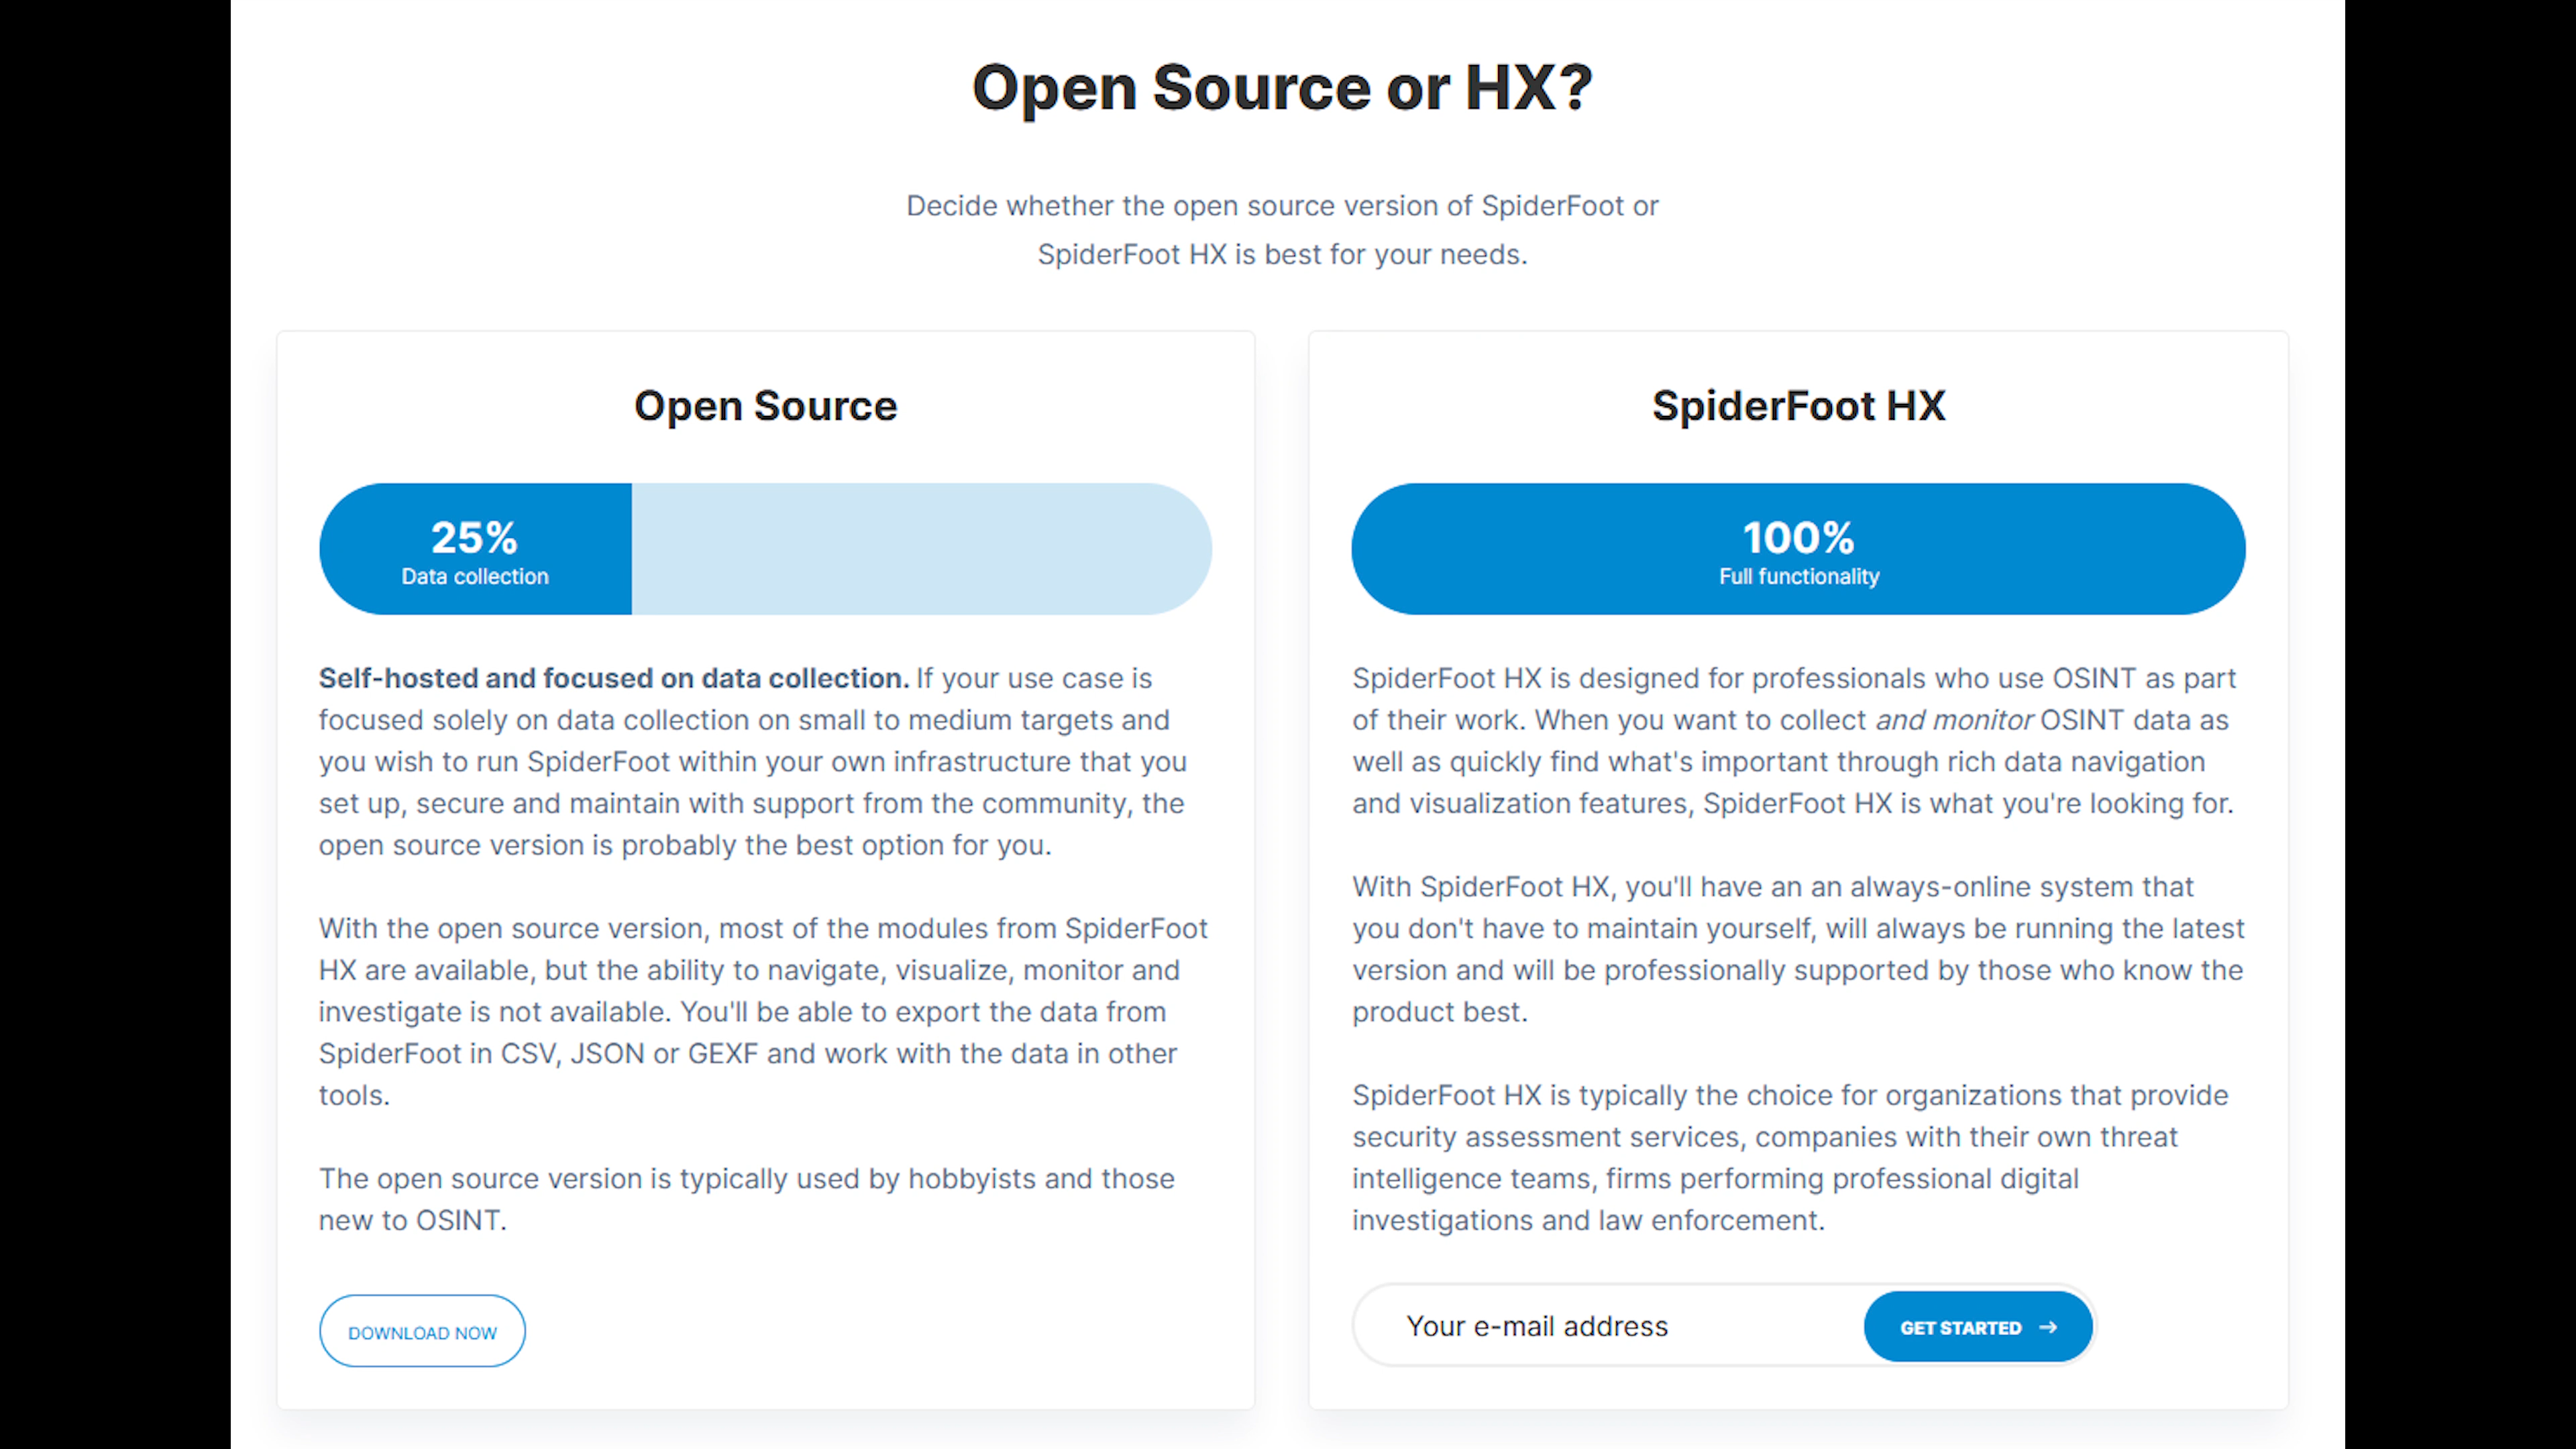 Open Source or HX?
Decide whether the open source version of SpiderFoot or
SpiderFoot HX is best for your needs.
Open Source
25%
Data collection
Self-hosted and focused on data collection. If your use case is
focused solely on data collection on small to medium targets and
you wish to run SpiderFoot within your own infrastructure that you
set up, secure and maintain with support from the community, the
open source version is probably the best option for you.
With the open source version, most of the modules from SpiderFoot
HX are available, but the ability to navigate, visualize, monitor and
investigate is not available. You'll be able to export the data from
SpiderFoot in CSV, JSON or GEXF and work with the data in other
tools.
The open source version is typically used by hobbyists and those
new to OSINT.
DOWNLOAD NOW
SpiderFoot HX
100%
Full functionality
SpiderFoot HX is designed for professionals who use OSINT as part
of their work. When you want to collect and monitor OSINT data as
well as quickly find what's important through rich data navigation
and visualization features, SpiderFoot HX is what you're looking for.
With SpiderFoot HX, you'll have an an always-online system that
you don't have to maintain yourself, will always be running the latest
version and will be professionally supported by those who know the
product best.
SpiderFoot HX is typically the choice for organizations that provide
security assessment services, companies with their own threat
intelligence teams, firms performing professional digital
investigations and law enforcement.
Your e-mail address
GET STARTED →